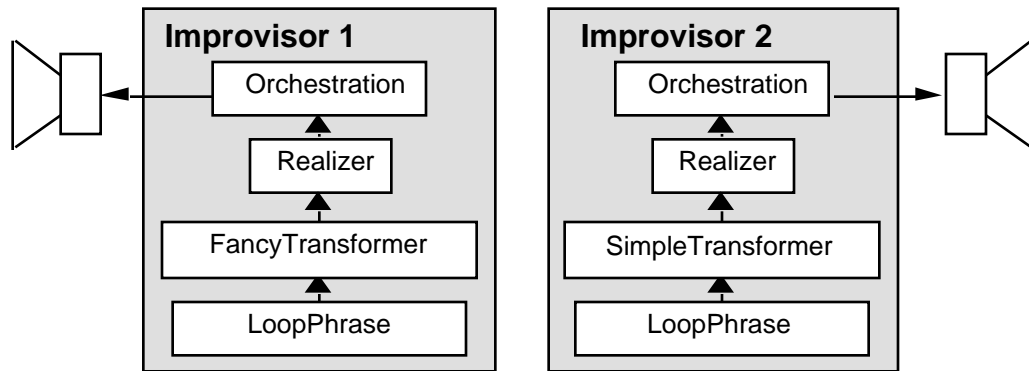 Improvisor 1
Orchestration
Realizer
FancyTransformer
LoopPhrase
Improvisor 2
Orchestration
Realizer
SimpleTransformer
LoopPhrase